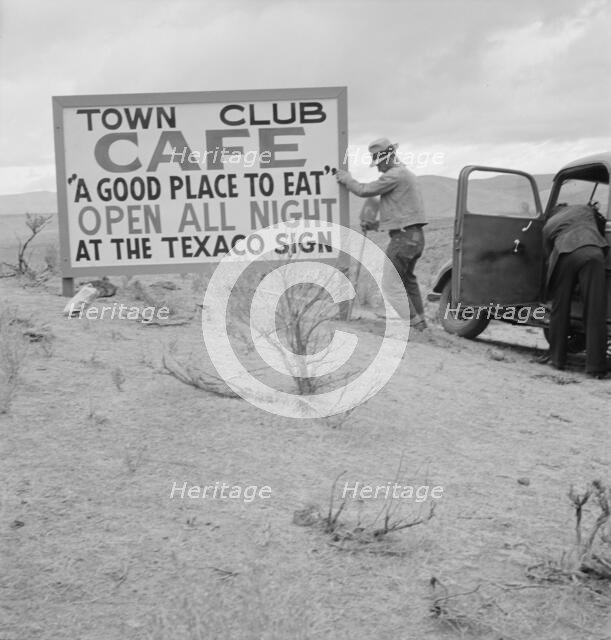 TOWN CLUB
CAFE
"A GOOD PLACE TO EAT"
OPEN ALL NIGHT
AT THE TEXACO SIGN
Heritage Heritage
Heritage Heritage
Heritage Heritage
©